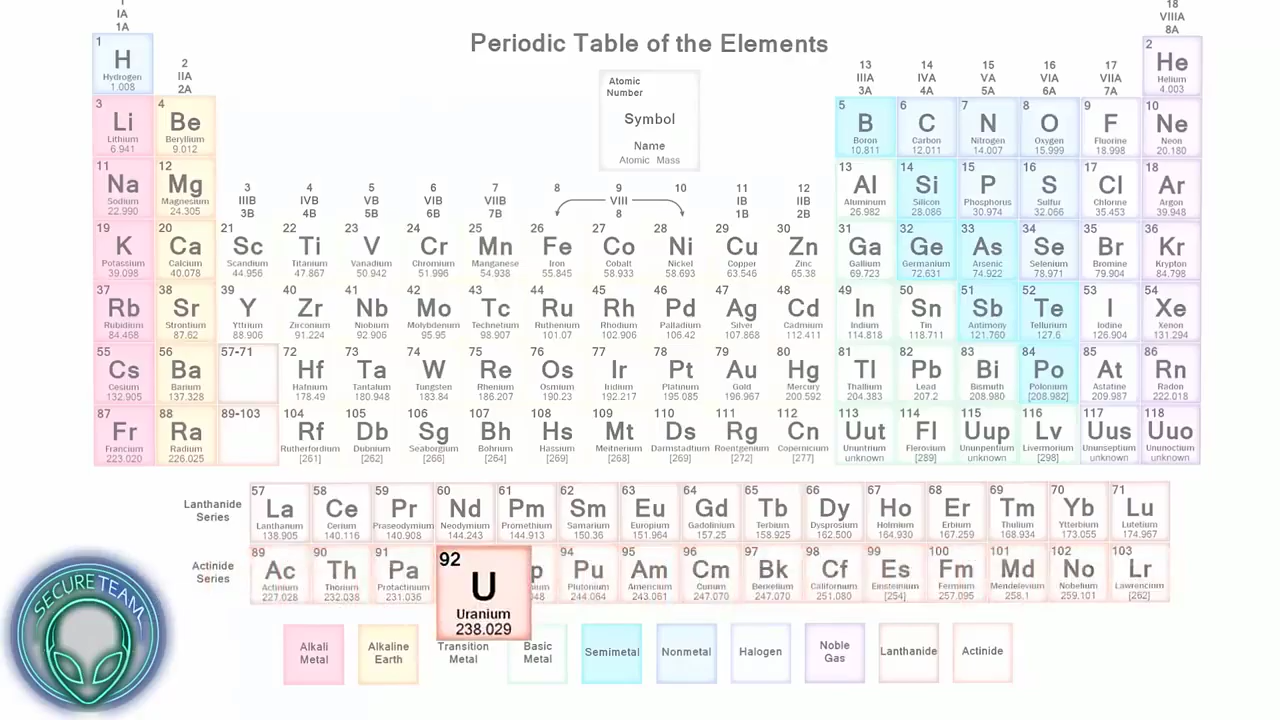 1
IA
1A
18
VIIIA
8A
Periodic Table of the Elements
1
H
Hydrogen
1.008
2
IIA
2A
13
IIIA
3A
14
IVA
4A
15
VA
5A
16
VIA
6A
17
VIIA
7A
2
He
Helium
4.003
Atomic
Number
Symbol
Name
Atomic Mass
3
Li
Lithium
6.941
4
Be
Beryllium
9.012
5
B
Boron
10.811
6
C
Carbon
12.011
7
N
Nitrogen
14.007
8
O
Oxygen
15.999
9
F
Fluorine
18.998
10
Ne
Neon
20.180
11
Na
Sodium
22.990
12
Mg
Magnesium
24.305
3
IIIB
3B
4
IVB
4B
5
VB
5B
6
VIB
6B
7
VIIB
7B
8
9
10
VIII
8
11
IB
1B
12
IIB
2B
13
Al
Aluminum
26.982
14
Si
Silicon
28.086
15
P
Phosphorus
30.974
16
S
Sulfur
32.066
17
Cl
Chlorine
35.453
18
Ar
Argon
39.948
19
K
Potassium
39.098
20
Ca
Calcium
40.078
21
Sc
Scandium
44.956
22
Ti
Titanium
47.867
23
V
Vanadium
50.942
24
Cr
Chromium
51.996
25
Mn
Manganese
54.938
26
Fe
Iron
55.845
27
Co
Cobalt
58.933
28
Ni
Nickel
58.693
29
Cu
Copper
63.546
30
Zn
Zinc
65.38
31
Ga
Gallium
69.723
32
Ge
Germanium
72.631
33
As
Arsenic
74.922
34
Se
Selenium
78.971
35
Br
Bromine
79.904
36
Kr
Krypton
84.798
37
Rb
Rubidium
84.468
38
Sr
Strontium
87.62
39
Y
Yttrium
88.906
40
Zr
Zirconium
91.224
41
Nb
Niobium
92.906
42
Mo
Molybdenum
95.95
43
Tc
Technetium
98.907
44
Ru
Ruthenium
101.07
45
Rh
Rhodium
102.906
46
Pd
Palladium
106.42
47
Ag
Silver
107.868
48
Cd
Cadmium
112.411
49
In
Indium
114.818
50
Sn
Tin
118.711
51
Sb
Antimony
121.760
52
Te
Tellurium
127.6
53
I
Iodine
126.904
54
Xe
Xenon
131.294
55
Cs
Cesium
132.905
56
Ba
Barium
137.328
57-71
72
Hf
Hafnium
178.49
73
Ta
Tantalum
180.948
74
W
Tungsten
183.84
75
Re
Rhenium
186.207
76
Os
Osmium
190.23
77
Ir
Iridium
192.217
78
Pt
Platinum
195.085
79
Au
Gold
196.967
80
Hg
Mercury
200.592
81
Tl
Thallium
204.383
82
Pb
Lead
207.2
83
Bi
Bismuth
208.980
84
Po
Polonium
[208.982]
85
At
Astatine
209.987
86
Rn
Radon
222.018
87
Fr
Francium
223.020
88
Ra
Radium
226.025
89-103
104
Rf
Rutherfordium
[261]
105
Db
Dubnium
[262]
106
Sg
Seaborgium
[266]
107
Bh
Bohrium
[264]
108
Hs
Hassium
[269]
109
Mt
Meitnerium
[268]
110
Ds
Darmstadtium
[269]
111
Rg
Roentgenium
[272]
112
Cn
Copernicium
[277]
113
Uut
Ununtrium
unknown
114
Fl
Flerovium
[289]
115
Uup
Ununpentium
unknown
116
Lv
Livermorium
[298]
117
Uus
Ununseptium
unknown
118
Uuo
Ununoctium
unknown
Lanthanide
Series
57
La
Lanthanum
138.905
58
Ce
Cerium
140.116
59
Pr
Praseodymium
140.908
60
Nd
Neodymium
144.243
61
Pm
Promethium
144.913
62
Sm
Samarium
150.36
63
Eu
Europium
151.964
64
Gd
Gadolinium
157.25
65
Tb
Terbium
158.925
66
Dy
Dysprosium
162.500
67
Ho
Holmium
164.930
68
Er
Erbium
167.259
69
Tm
Thulium
168.934
70
Yb
Ytterbium
173.055
71
Lu
Lutetium
174.967
Actinide
Series
89
Ac
Actinium
227.028
90
Th
Thorium
232.038
91
Pa
Protactinium
231.036
92
U
Uranium
238.029
p
ium
048
94
Pu
Plutonium
244.064
95
Am
Americium
243.061
96
Cm
Curium
247.070
97
Bk
Berkelium
247.070
98
Cf
Californium
251.080
99
Es
Einsteinium
[254]
100
Fm
Fermium
257.095
101
Md
Mendelevium
258.1
102
No
Nobelium
259.101
103
Lr
Lawrencium
[262]
SECURETEAM
Alkali
Metal
Alkaline
Earth
Transition
Metal
Basic
Metal
Semimetal
Nonmetal
Halogen
Noble
Gas
Lanthanide
Actinide